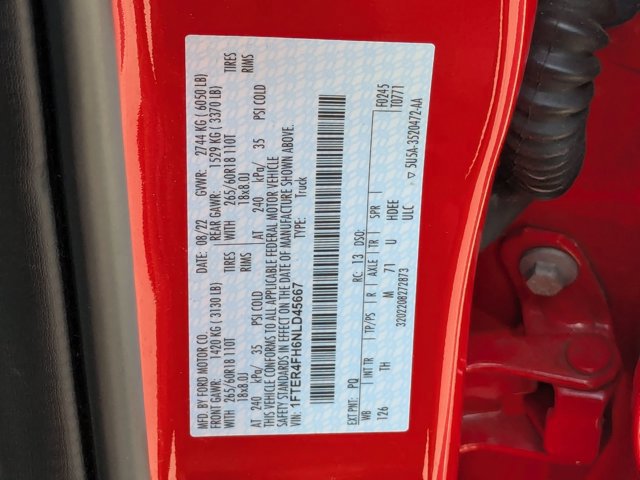 MFD. BY FORD MOTOR CO.   DATE: 08/22   GVWR: 2744 KG ( 6050 LB)
FRONT GAWR: 1420 KG ( 3130 LB)   REAR GAWR: 1529 KG ( 3370 LB)
WITH 265/60R18 110T   WITH 265/60R18 110T   TIRES
18x8.0J   18x8.0J   RIMS
AT 240 kPa/ 35 PSI COLD   AT 240 kPa/ 35 PSI COLD
THIS VEHICLE CONFORMS TO ALL APPLICABLE FEDERAL MOTOR VEHICLE
SAFETY STANDARDS IN EFFECT ON THE DATE OF MANUFACTURE SHOWN ABOVE.
VIN: 1FTER4FH6NLD45667
TYPE: Truck
F0245
T0771
EXT PNT: PQ   RC: 13   DSO:
WB   INT TR   TP/PS   R   AXLE   TR   SPR
126   TH   M   71   U   HDEE
ULC
3202208272873
5U5A-3520472-AA